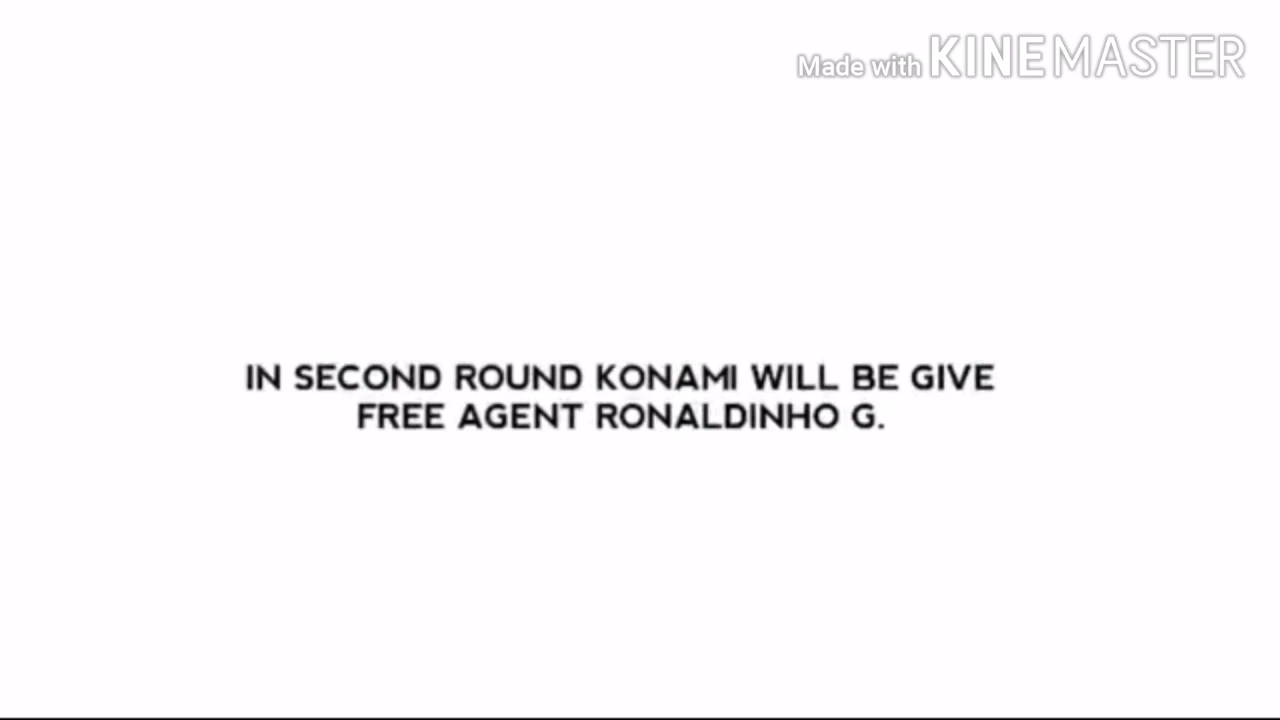 Made with KINEMASTER
IN SECOND ROUND KONAMI WILL BE GIVE
FREE AGENT RONALDINHO G.